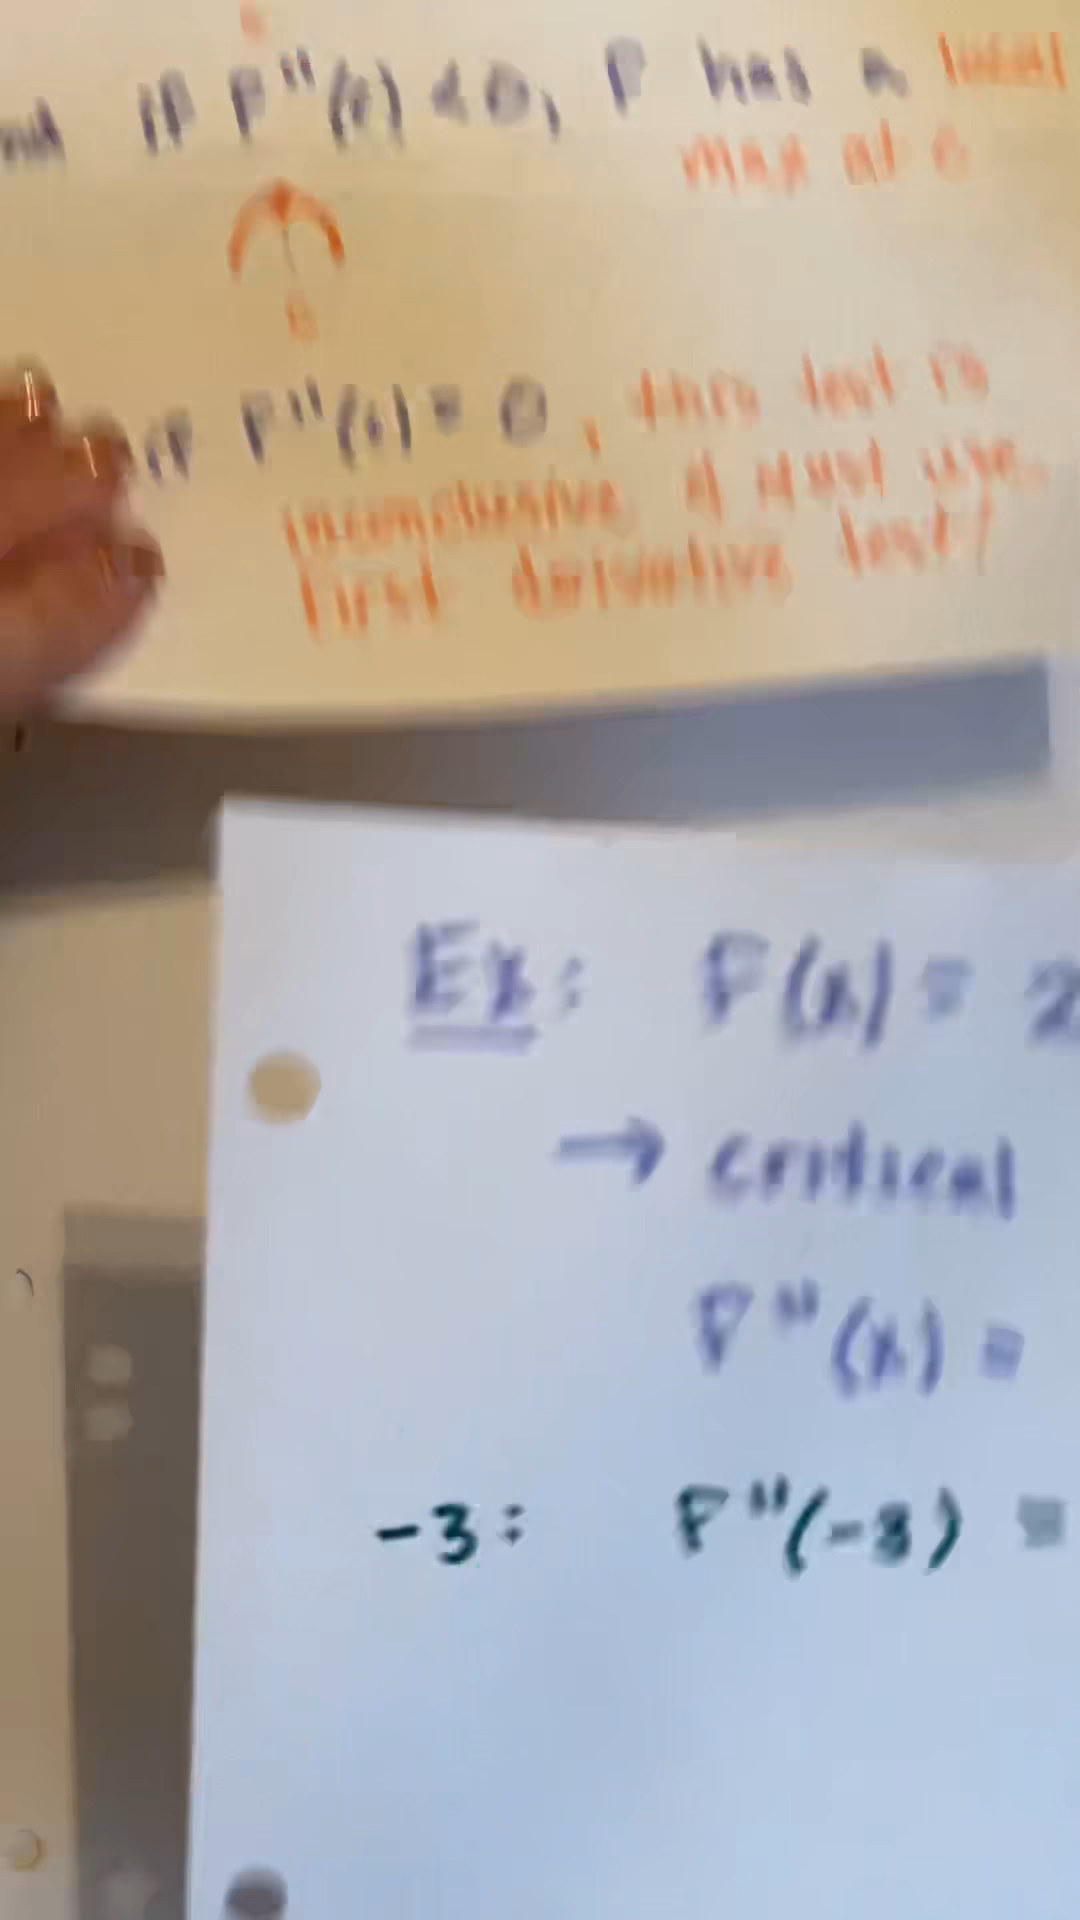 if F''(c) < 0, F has a local
max at c
c
if F''(c) = 0, this test is
inconclusive & must use
First derivative test!
Ex: F(x) = 2
→ critical
F''(x) =
-3: F''(-3) =